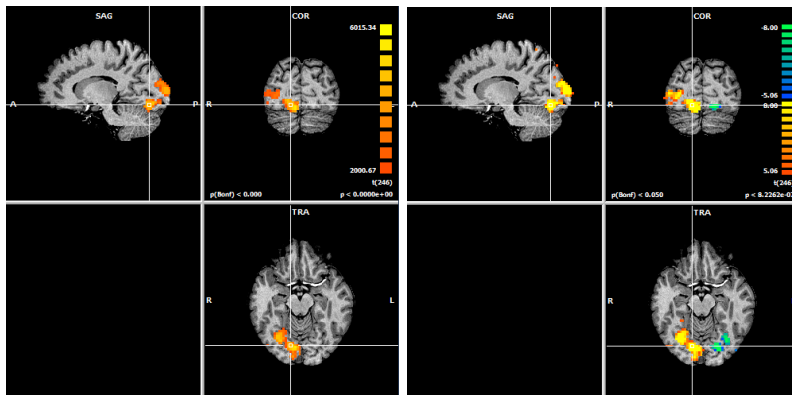 SAG
COR
6015.34
A
P
R
2000.67
t(246)
p(Bonf) < 0.000
p < 0.0000e+00
TRA
R
L
SAG
COR
-8.00
A
P
R
-5.06
8.00
5.06
t(246)
p(Bonf) < 0.050
TRA
R